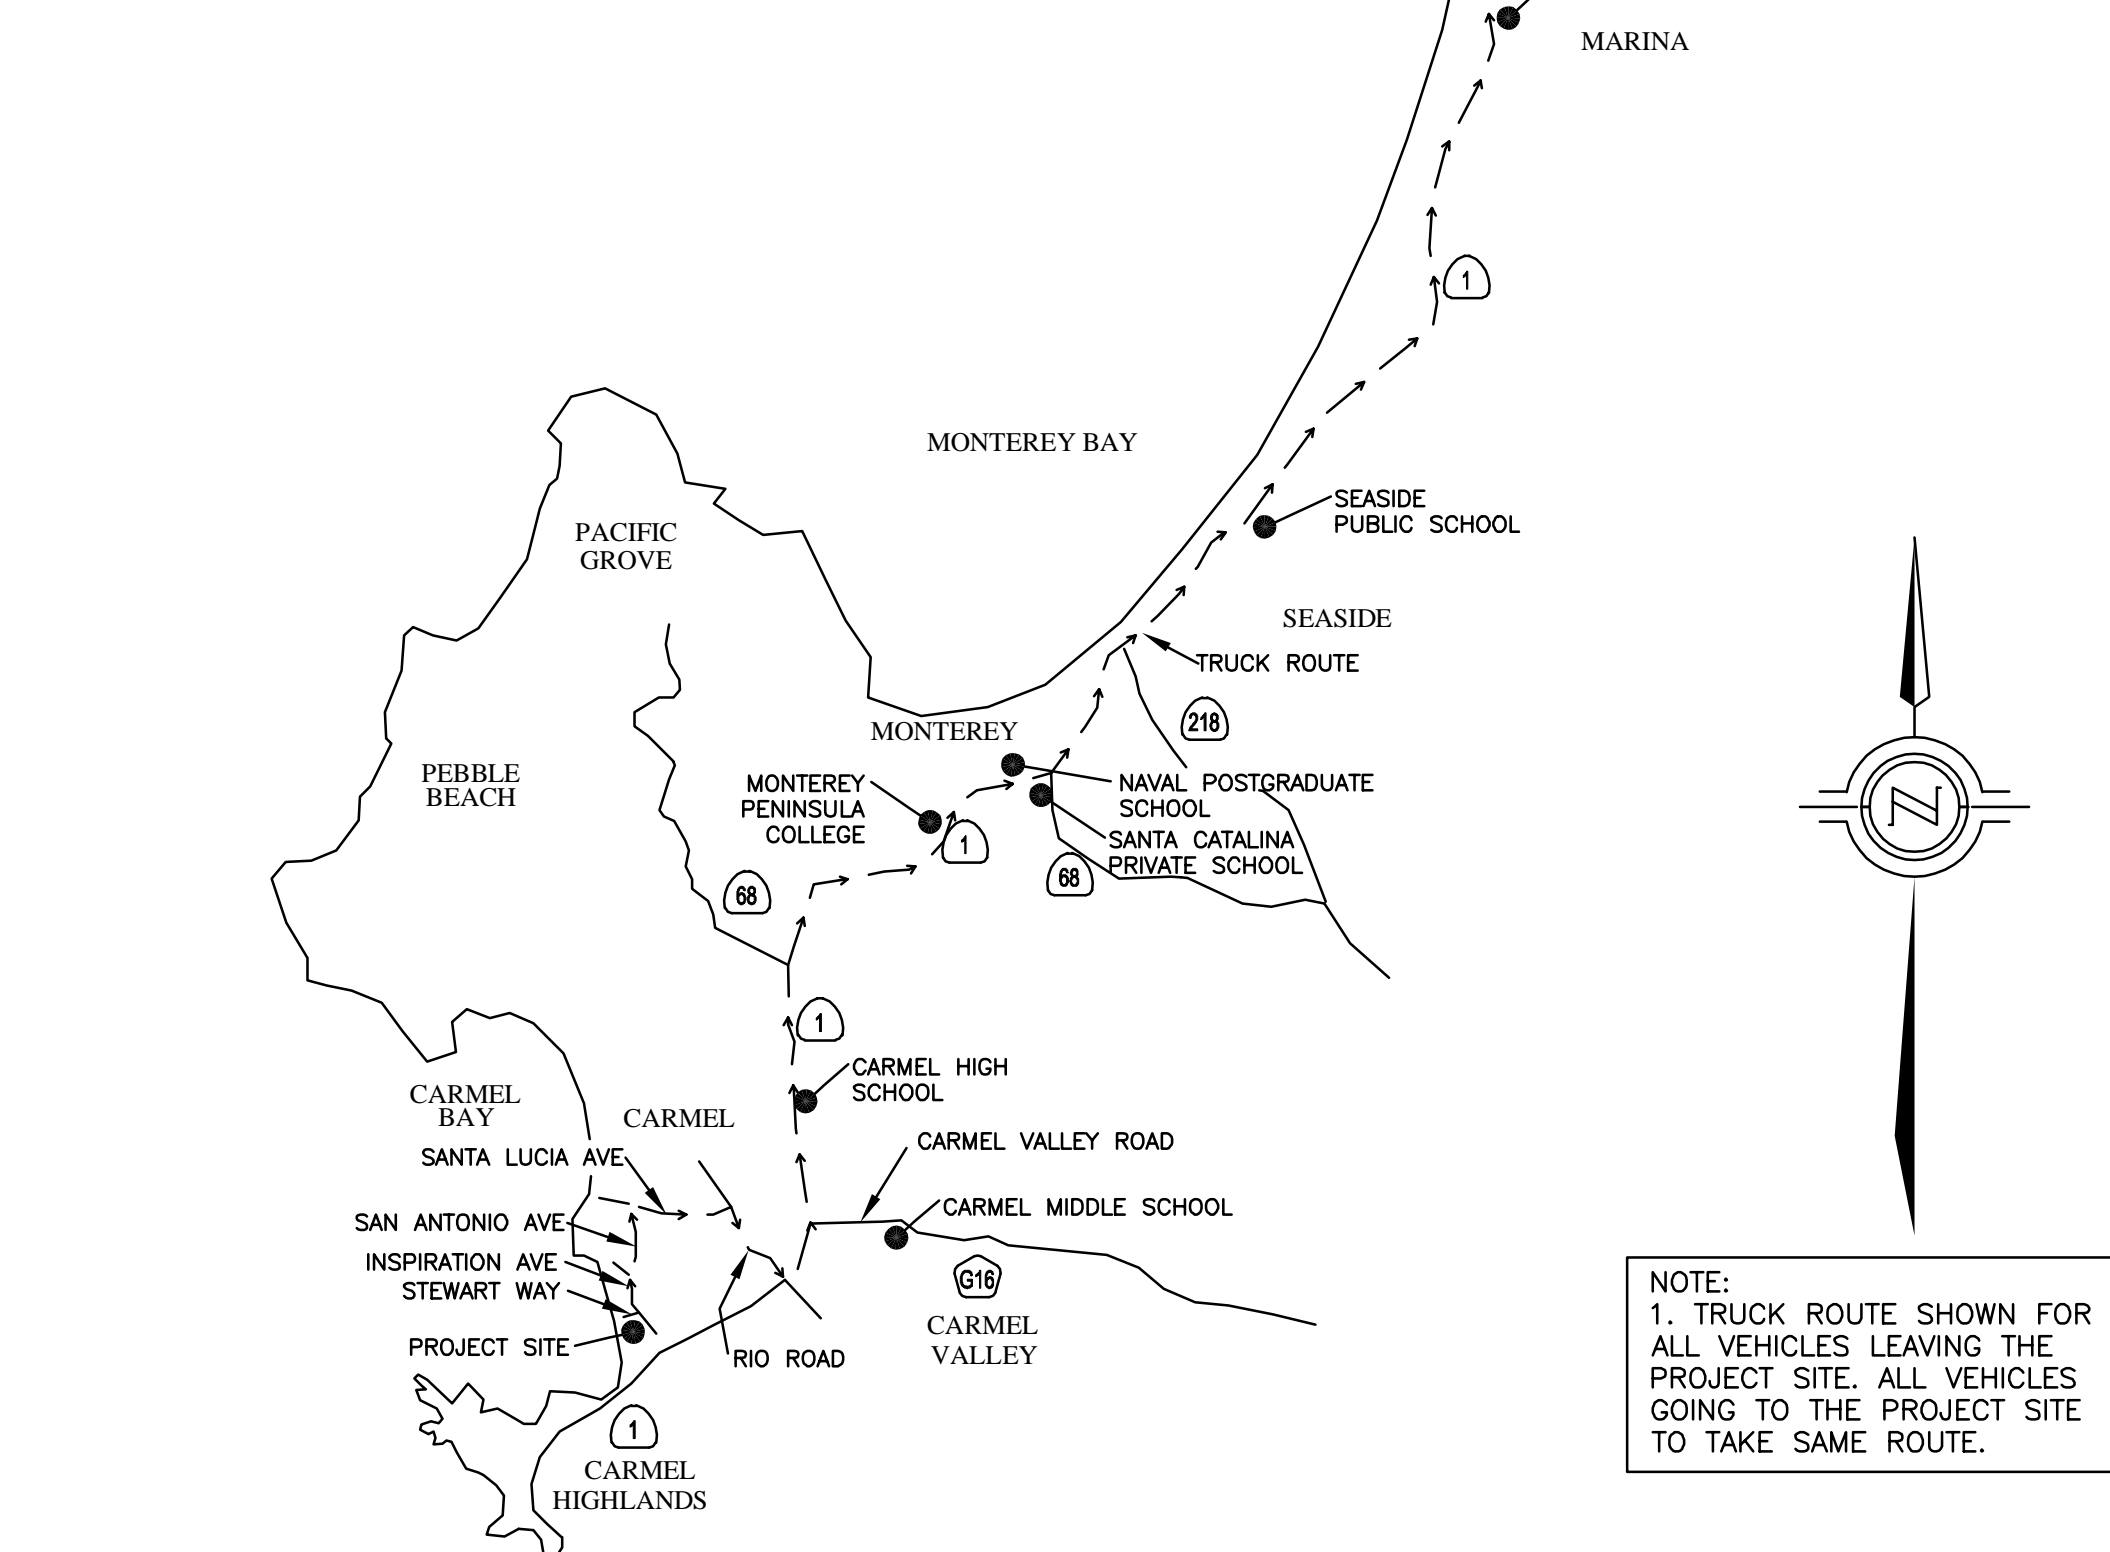 MARINA
1
MONTEREY BAY
SEASIDE
PUBLIC SCHOOL
PACIFIC
GROVE
SEASIDE
TRUCK ROUTE
218
MONTEREY
PEBBLE
BEACH
MONTEREY
PENINSULA
COLLEGE
NAVAL POSTGRADUATE
SCHOOL
1
SANTA CATALINA
PRIVATE SCHOOL
68
68
N
1
CARMEL HIGH
SCHOOL
CARMEL
BAY
CARMEL
SANTA LUCIA AVE
CARMEL VALLEY ROAD
CARMEL MIDDLE SCHOOL
SAN ANTONIO AVE
INSPIRATION AVE
STEWART WAY
G16
PROJECT SITE
RIO ROAD
CARMEL
VALLEY
1
CARMEL
HIGHLANDS
NOTE:
1. TRUCK ROUTE SHOWN FOR
ALL VEHICLES LEAVING THE
PROJECT SITE. ALL VEHICLES
GOING TO THE PROJECT SITE
TO TAKE SAME ROUTE.